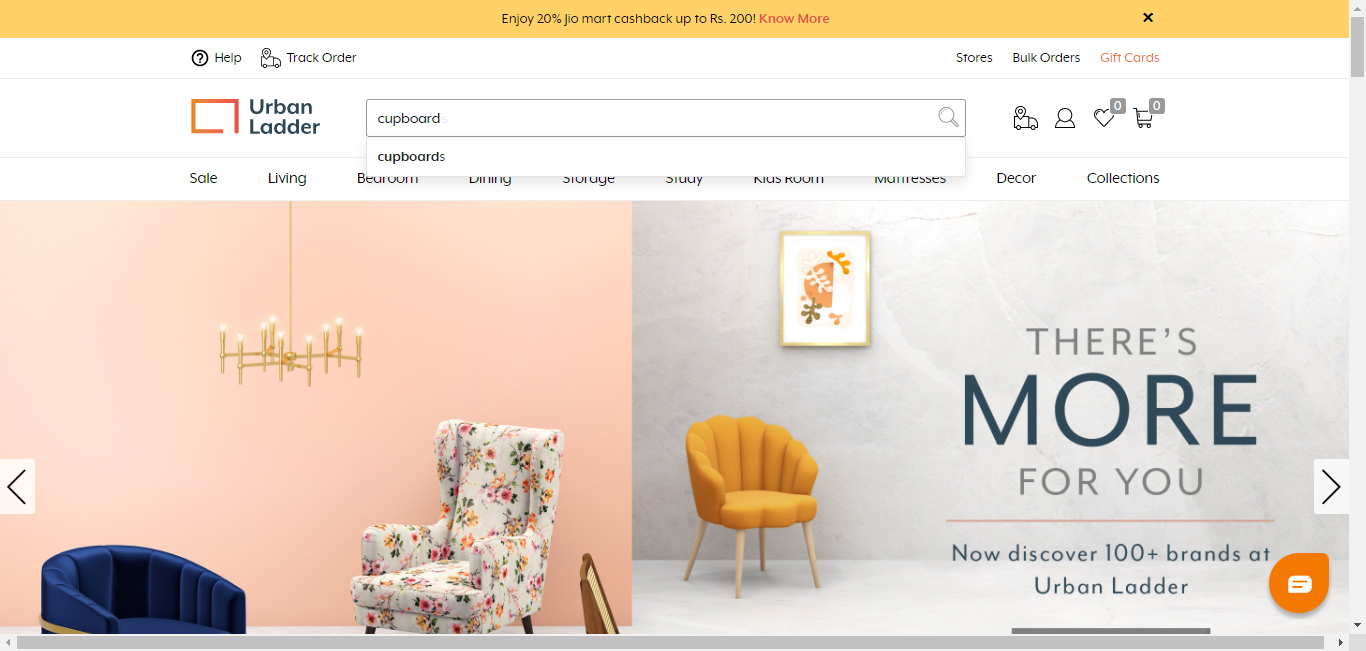 Enjoy 20% Jio mart cashback up to Rs. 200! Know More
Help Track Order Stores Bulk Orders Gift Cards
Urban
Ladder
cupboard
0 0
cupboards
Sale Living Bedroom Dining Storage Study Kids Room Mattresses Decor Collections
THERE'S
MORE
FOR YOU
Now discover 100+ brands at
Urban Ladder